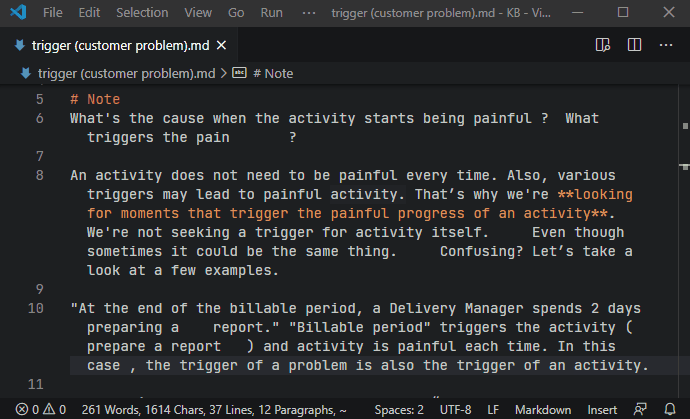 File Edit Selection View Go Run ··· trigger (customer problem).md - KB - Vi...
trigger (customer problem).md
trigger (customer problem).md > # Note
5 # Note
6 What's the cause when the activity starts being painful ?  What
triggers the pain       ?
7
8 An activity does not need to be painful every time. Also, various
triggers may lead to painful activity. That’s why we're **looking
for moments that trigger the painful progress of an activity**.
We're not seeking a trigger for activity itself.     Even though
sometimes it could be the same thing.     Confusing? Let’s take a
look at a few examples.
9
10 "At the end of the billable period, a Delivery Manager spends 2 days
preparing a    report." "Billable period" triggers the activity (
prepare a report   ) and activity is painful each time. In this
case , the trigger of a problem is also the trigger of an activity.
11
0 0 261 Words, 1614 Chars, 37 Lines, 12 Paragraphs, ~ Spaces: 2 UTF-8 LF Markdown Insert